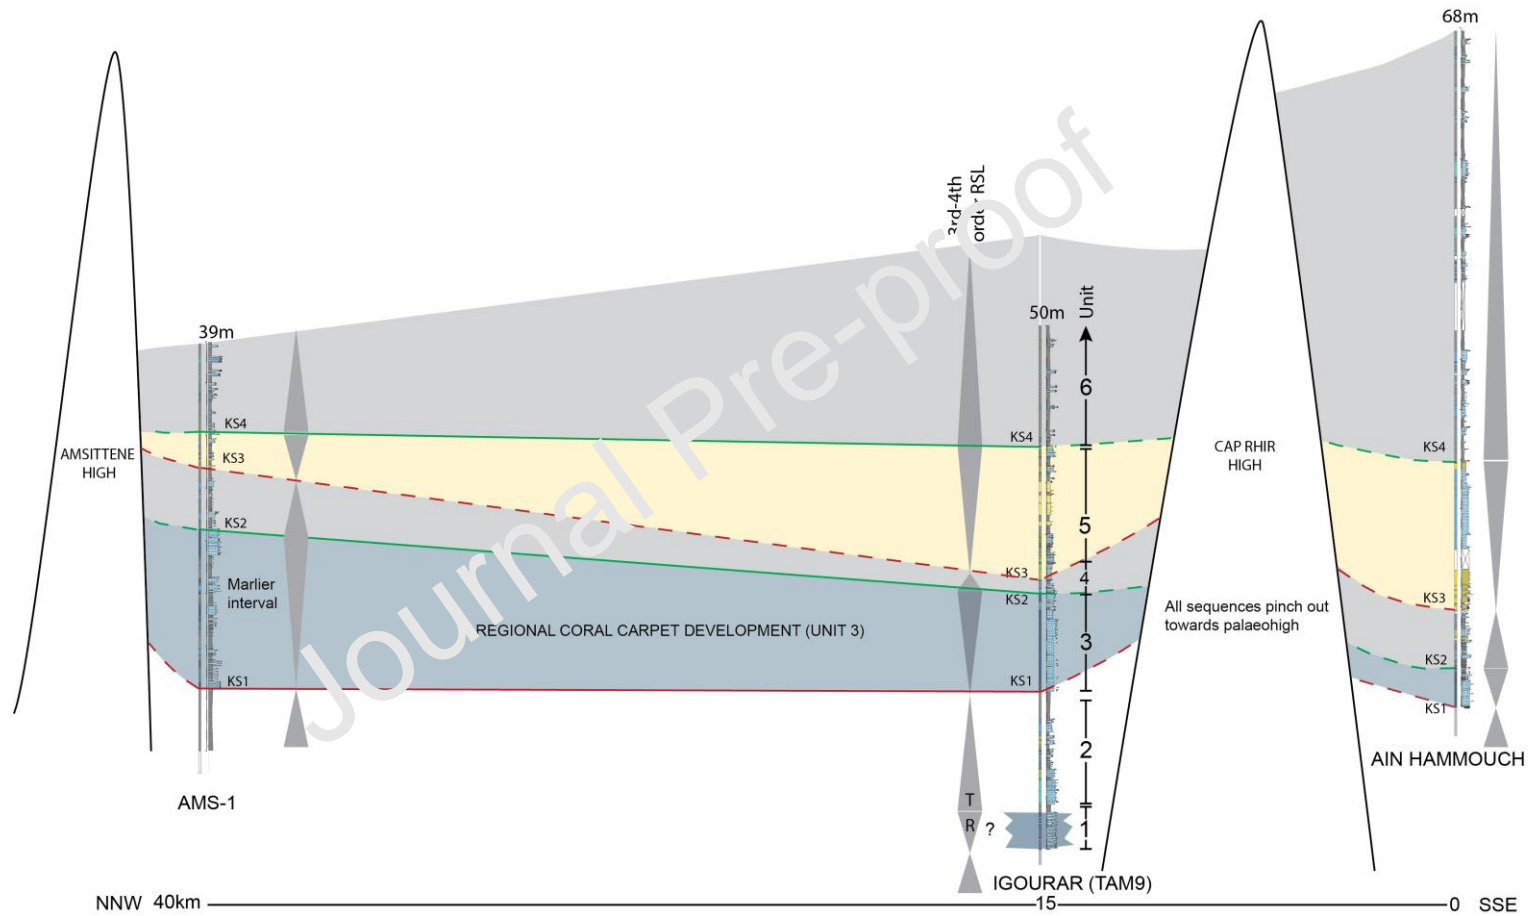 68m
3rd-4th
order RSL
Unit
50m
39m
6
KS4
KS4
KS4
AMSITTENE
HIGH
KS3
CAP RHIR
HIGH
KS2
5
KS3
4
KS2
KS3
Marlier
interval
REGIONAL CORAL CARPET DEVELOPMENT (UNIT 3)
3
All sequences pinch out
towards palaeohigh
KS2
KS1
KS1
KS1
2
AIN HAMMOUCH
AMS-1
T
R ?
1
IGOURAR (TAM9)
NNW 40km 15 0 SSE
Journal Pre-proof